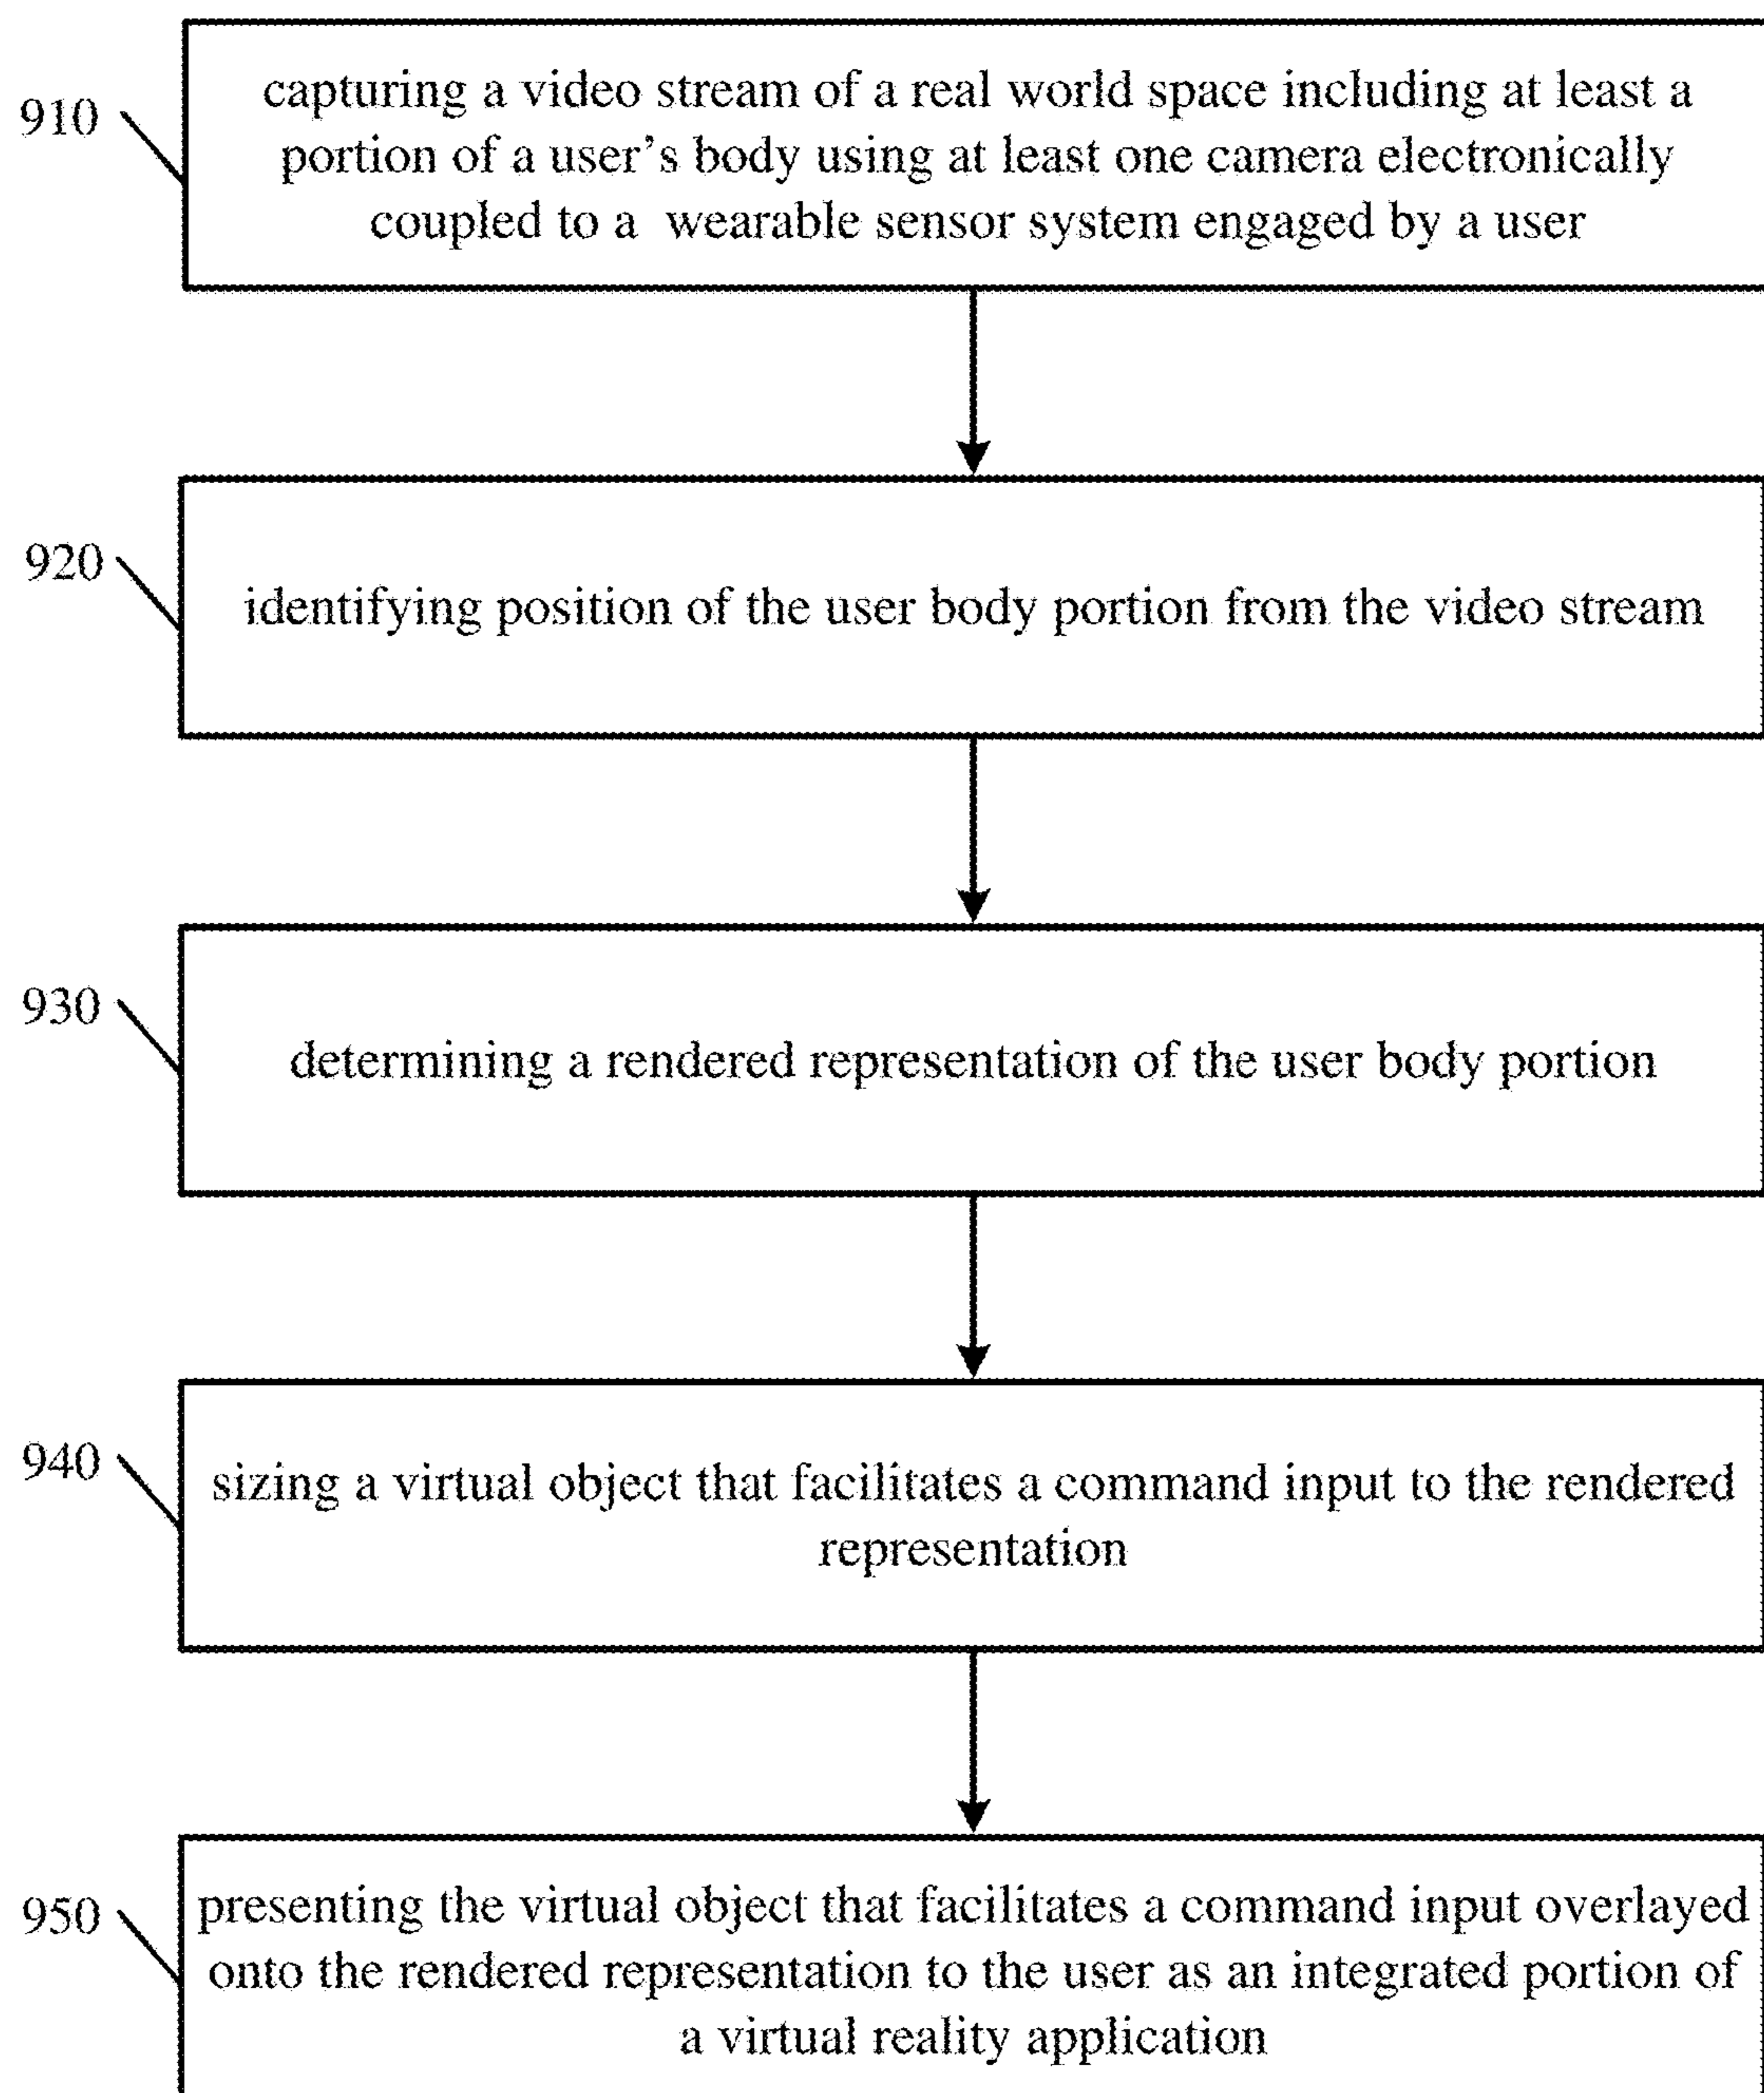 910
capturing a video stream of a real world space including at least a
portion of a user's body using at least one camera electronically
coupled to a wearable sensor system engaged by a user
920
identifying position of the user body portion from the video stream
930
determining a rendered representation of the user body portion
940
sizing a virtual object that facilitates a command input to the rendered
representation
950
presenting the virtual object that facilitates a command input overlayed
onto the rendered representation to the user as an integrated portion of
a virtual reality application